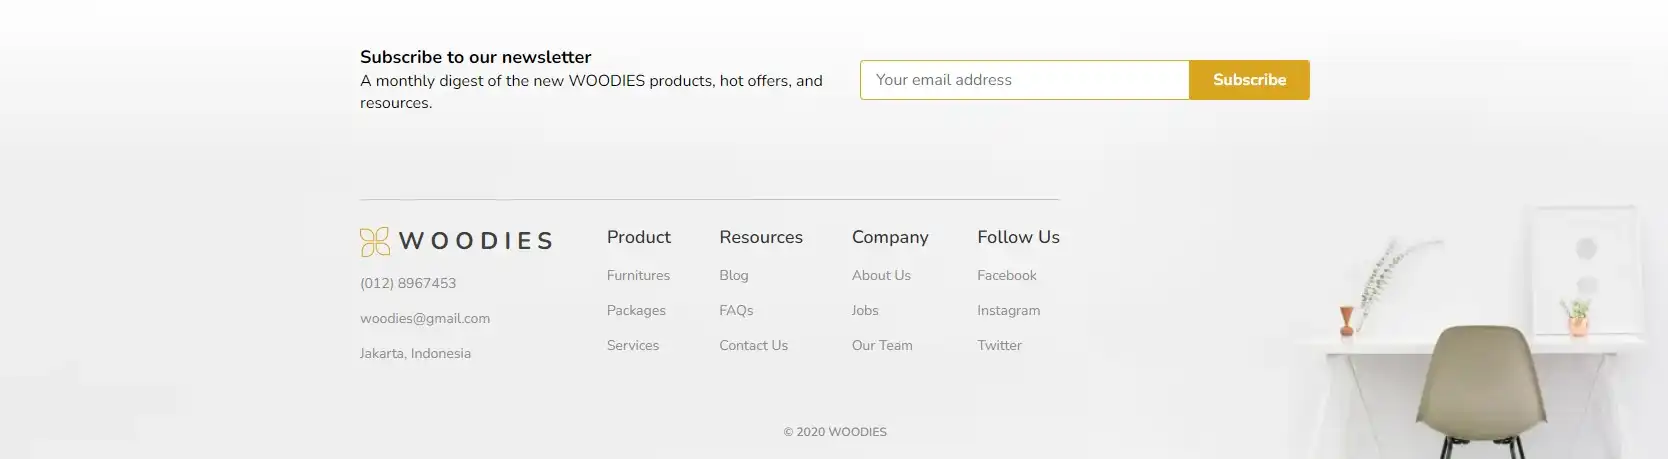 Subscribe to our newsletter
A monthly digest of the new WOODIES products, hot offers, and
resources.
Your email address
Subscribe
WOODIES
(012) 8967453
woodies@gmail.com
Jakarta, Indonesia
Product
Furnitures
Packages
Services
Resources
Blog
FAQs
Contact Us
Company
About Us
Jobs
Our Team
Follow Us
Facebook
Instagram
Twitter
© 2020 WOODIES